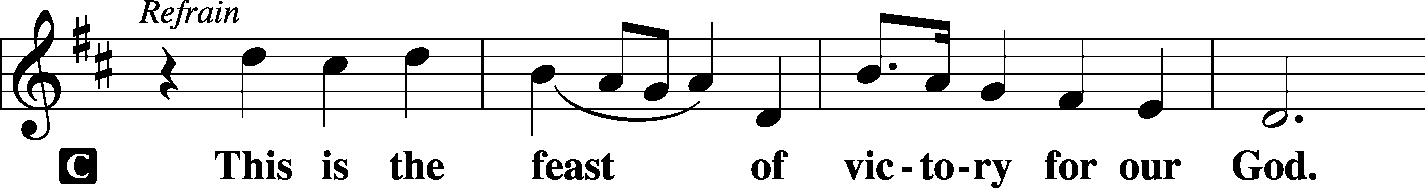 Refrain
C This is the feast of vic - to - ry for our God.